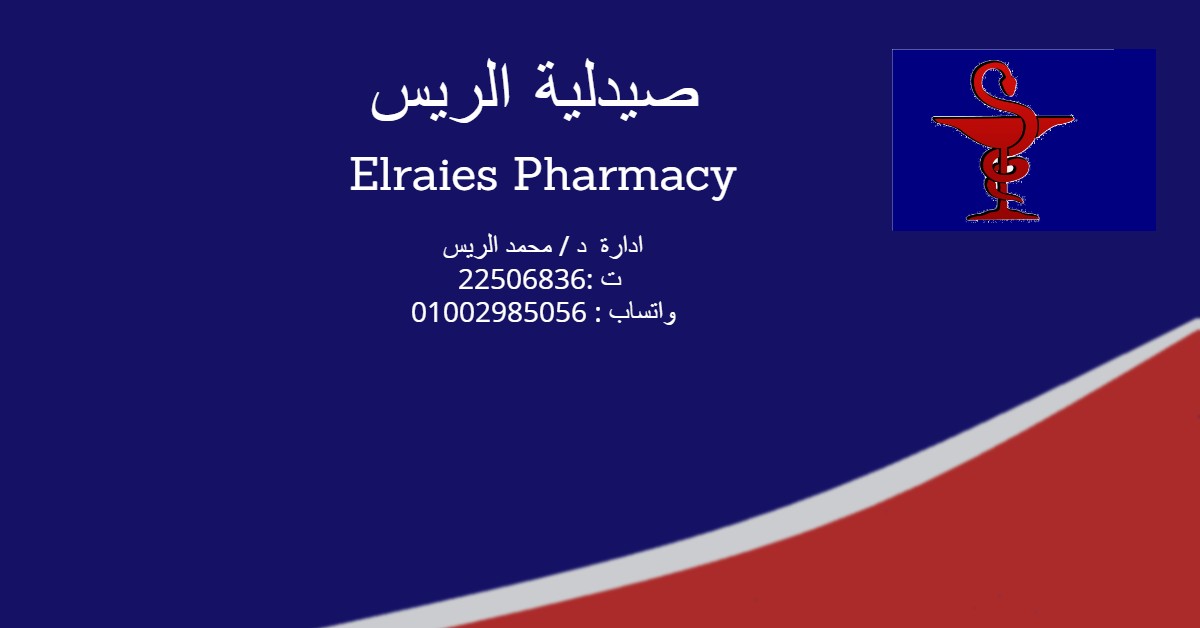 صيدلية الريس
Elraies Pharmacy
ادارة د / محمد الريس
ت :22506836
واتساب : 01002985056